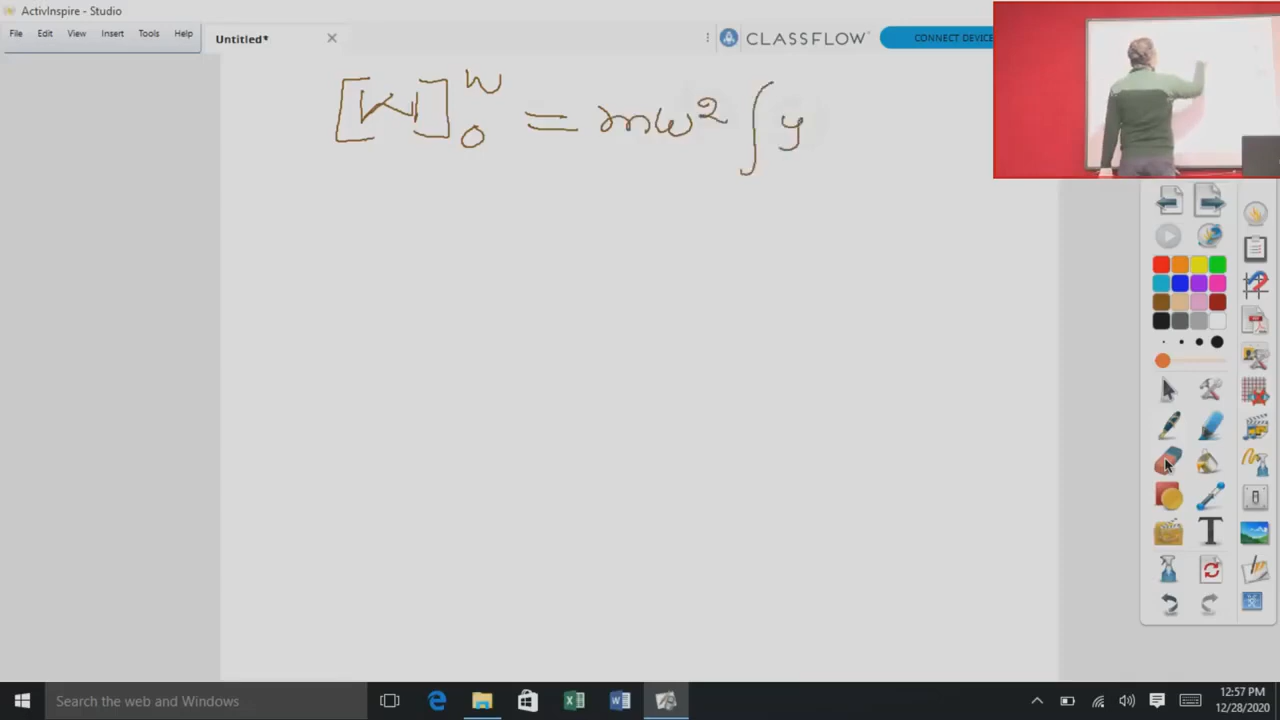 ActivInspire - Studio
File Edit View Insert Tools Help
Untitled*
CLASSFLOW
CONNECT DEVICE
[W]₀ᵂ = mω² ∫ y
T
Search the web and Windows
12:57 PM
12/28/2020